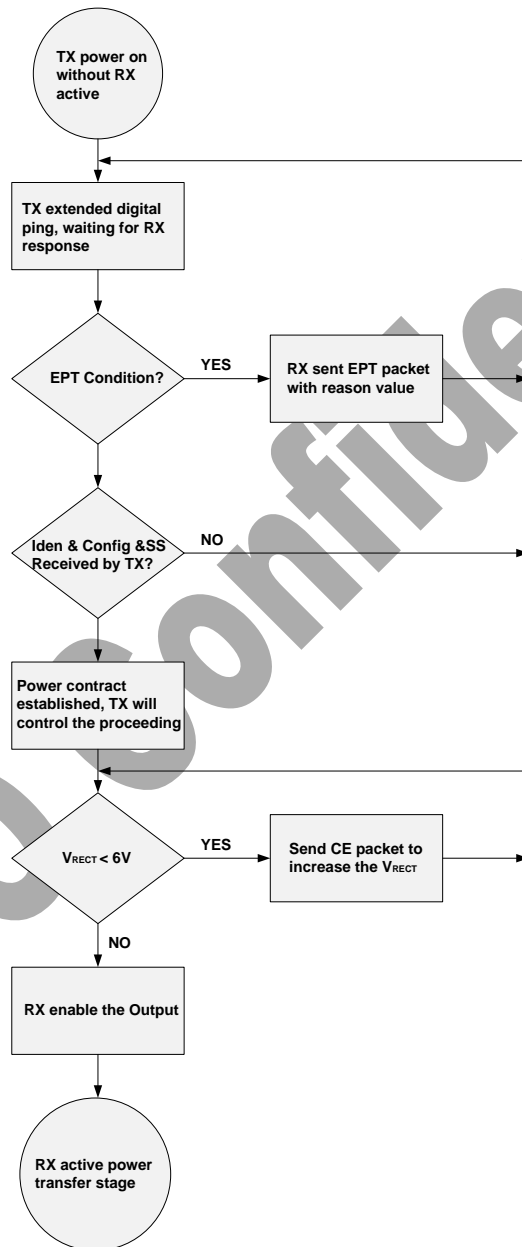 TX power on
without RX
active
TX extended digital
ping, waiting for RX
response
EPT Condition?
YES
RX sent EPT packet
with reason value
Iden & Config &SS
Received by TX?
NO
Power contract
established, TX will
control the proceeding
VRECT < 6V
YES
Send CE packet to
increase the VRECT
NO
RX enable the Output
RX active power
transfer stage